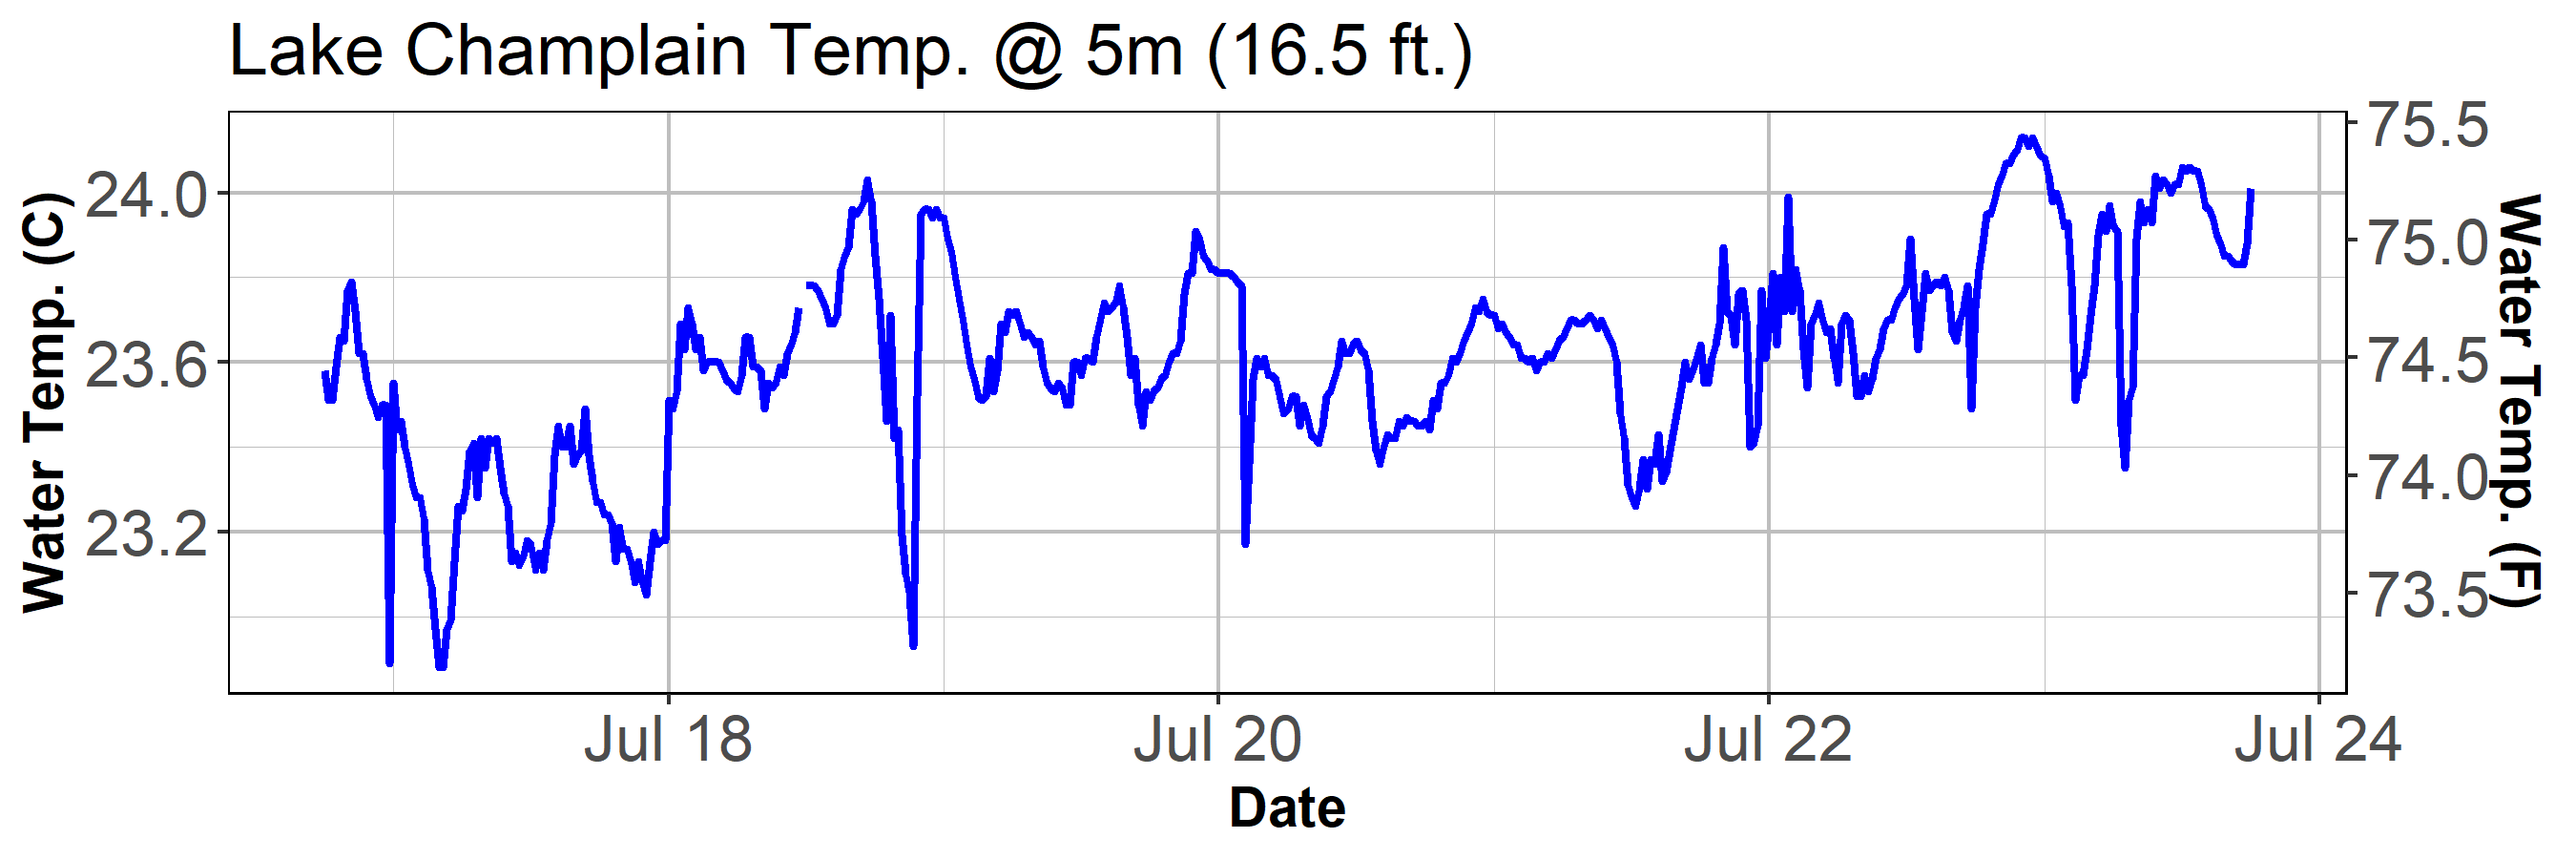 Lake Champlain Temp. @ 5m (16.5 ft.)
Water Temp. (C)
24.0
23.6
23.2
75.5
75.0
74.5
74.0
73.5
Water Temp. (F)
Jul 18 Jul 20 Jul 22 Jul 24
Date